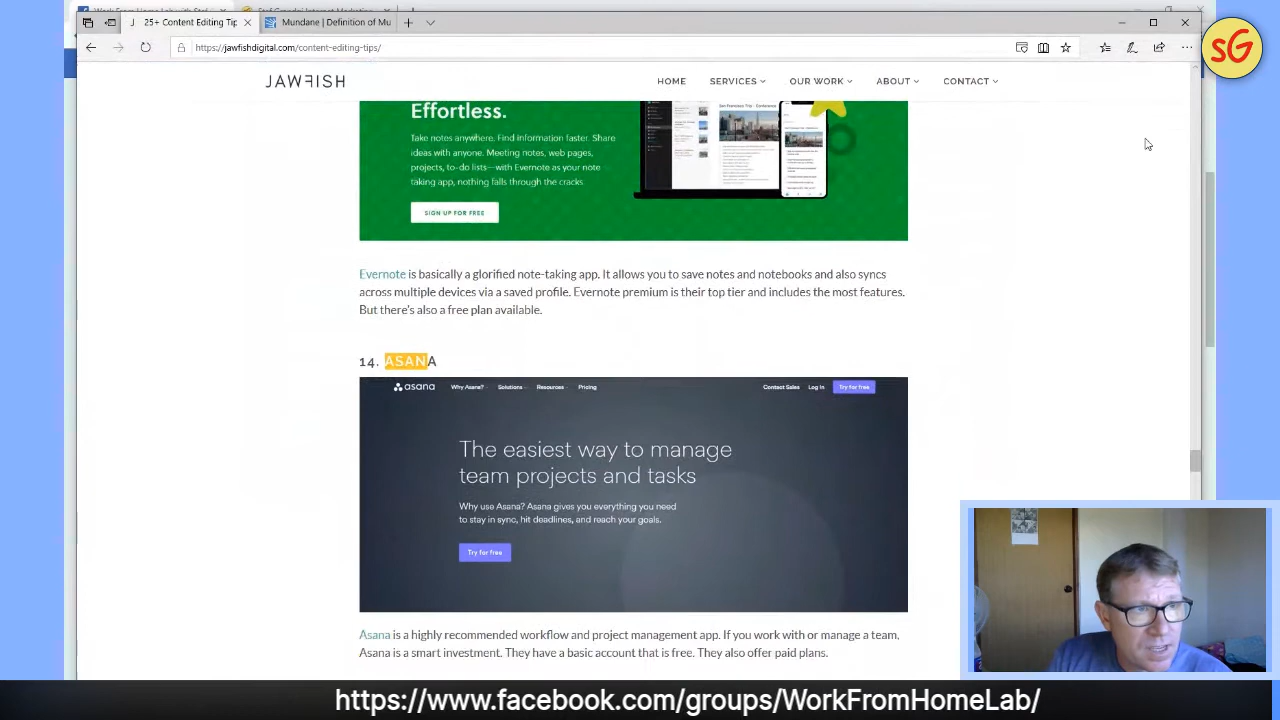 25+ Content Editing Tip
Mundane | Definition of Mu
https://jawfishdigital.com/content-editing-tips/
SG
JAWFISH
HOME
SERVICES
OUR WORK
ABOUT
CONTACT
Effortless.
Take notes anywhere. Find information faster. Share
ideas with anyone. Meeting notes, web pages,
projects, to-do lists—with Evernote as your note
taking app, nothing falls through the cracks.
SIGN UP FOR FREE
Evernote is basically a glorified note-taking app. It allows you to save notes and notebooks and also syncs
across multiple devices via a saved profile. Evernote premium is their top tier and includes the most features.
But there's also a free plan available.
14. ASANA
asana
Why Asana?
Solutions
Resources
Pricing
Contact Sales
Log In
Try for free
The easiest way to manage
team projects and tasks
Why use Asana? Asana gives you everything you need
to stay in sync, hit deadlines, and reach your goals.
Try for free
Asana is a highly recommended workflow and project management app. If you work with or manage a team,
Asana is a smart investment. They have a basic account that is free. They also offer paid plans.
https://www.facebook.com/groups/WorkFromHomeLab/